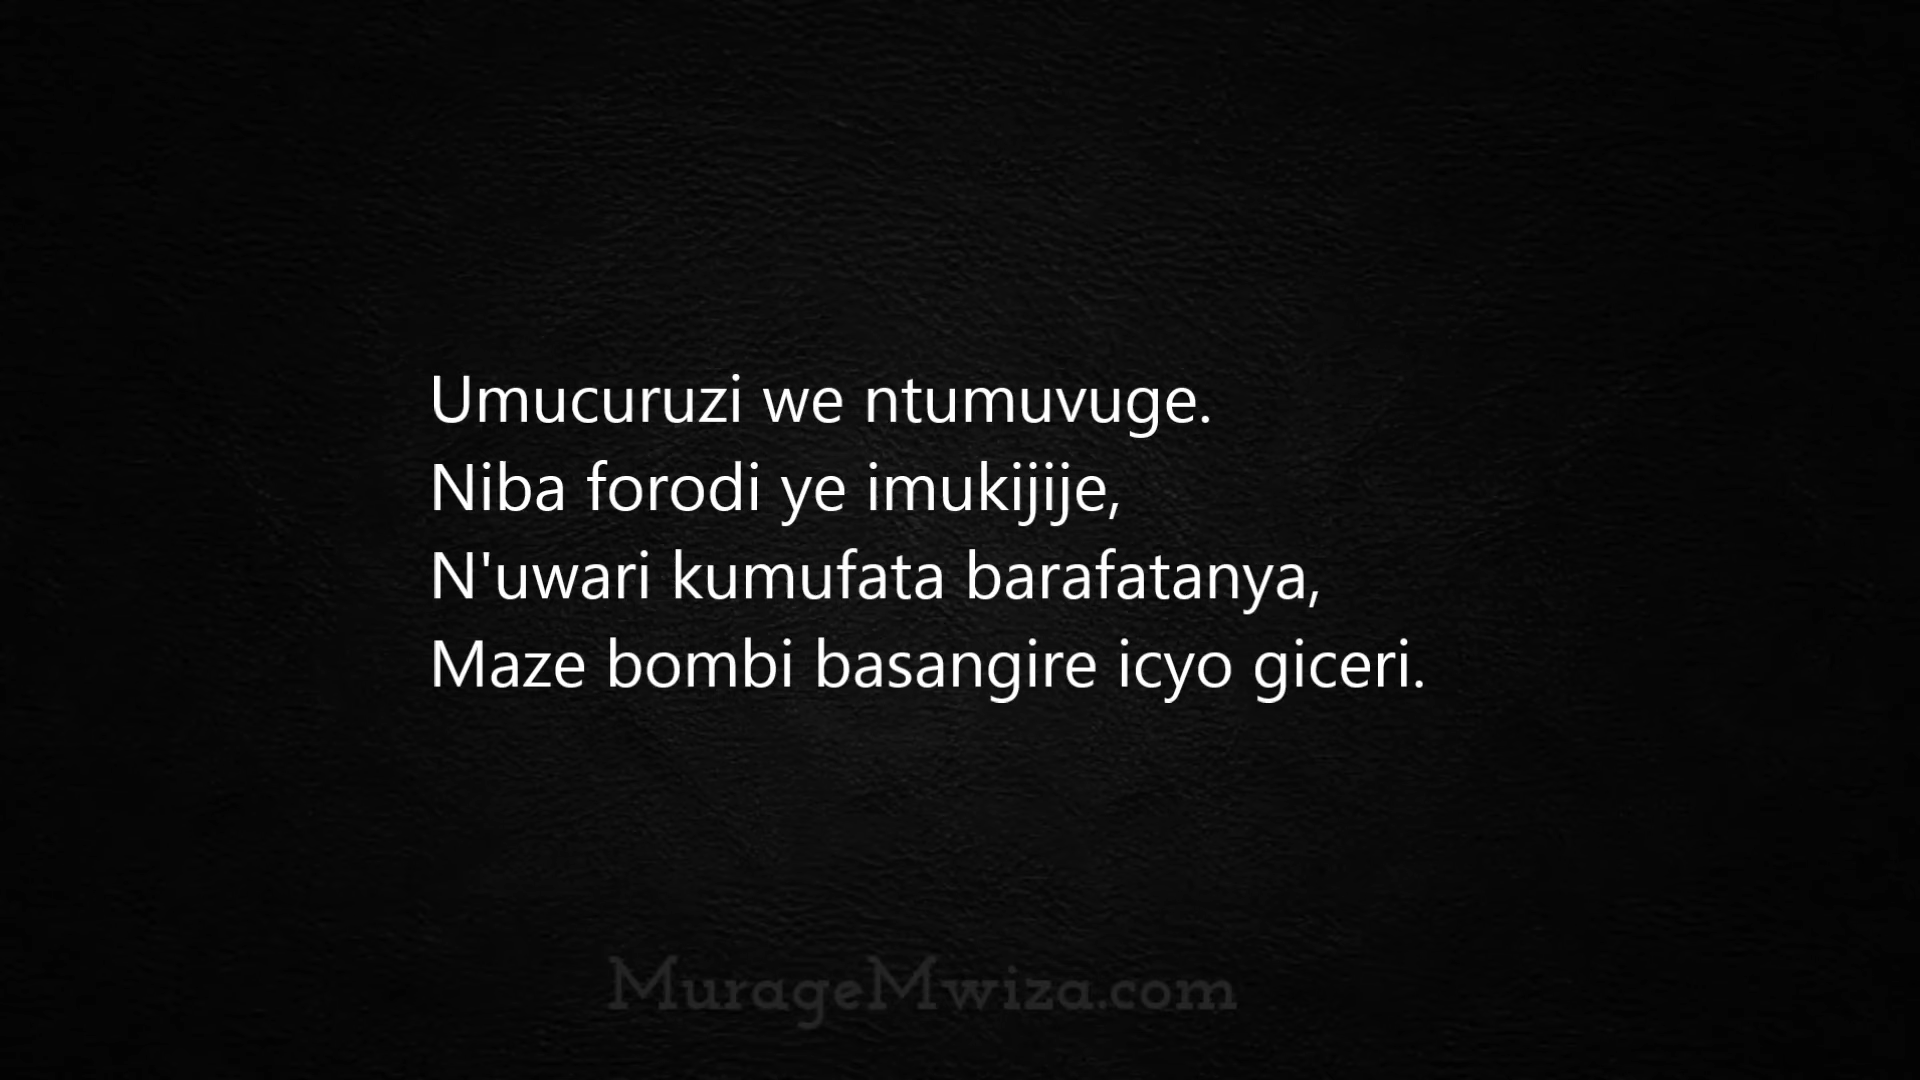 Umucuruzi we ntumuvuge.
Niba forodi ye imukijije,
N'uwari kumufata barafatanya,
Maze bombi basangire icyo giceri.
MurageMwiza.com